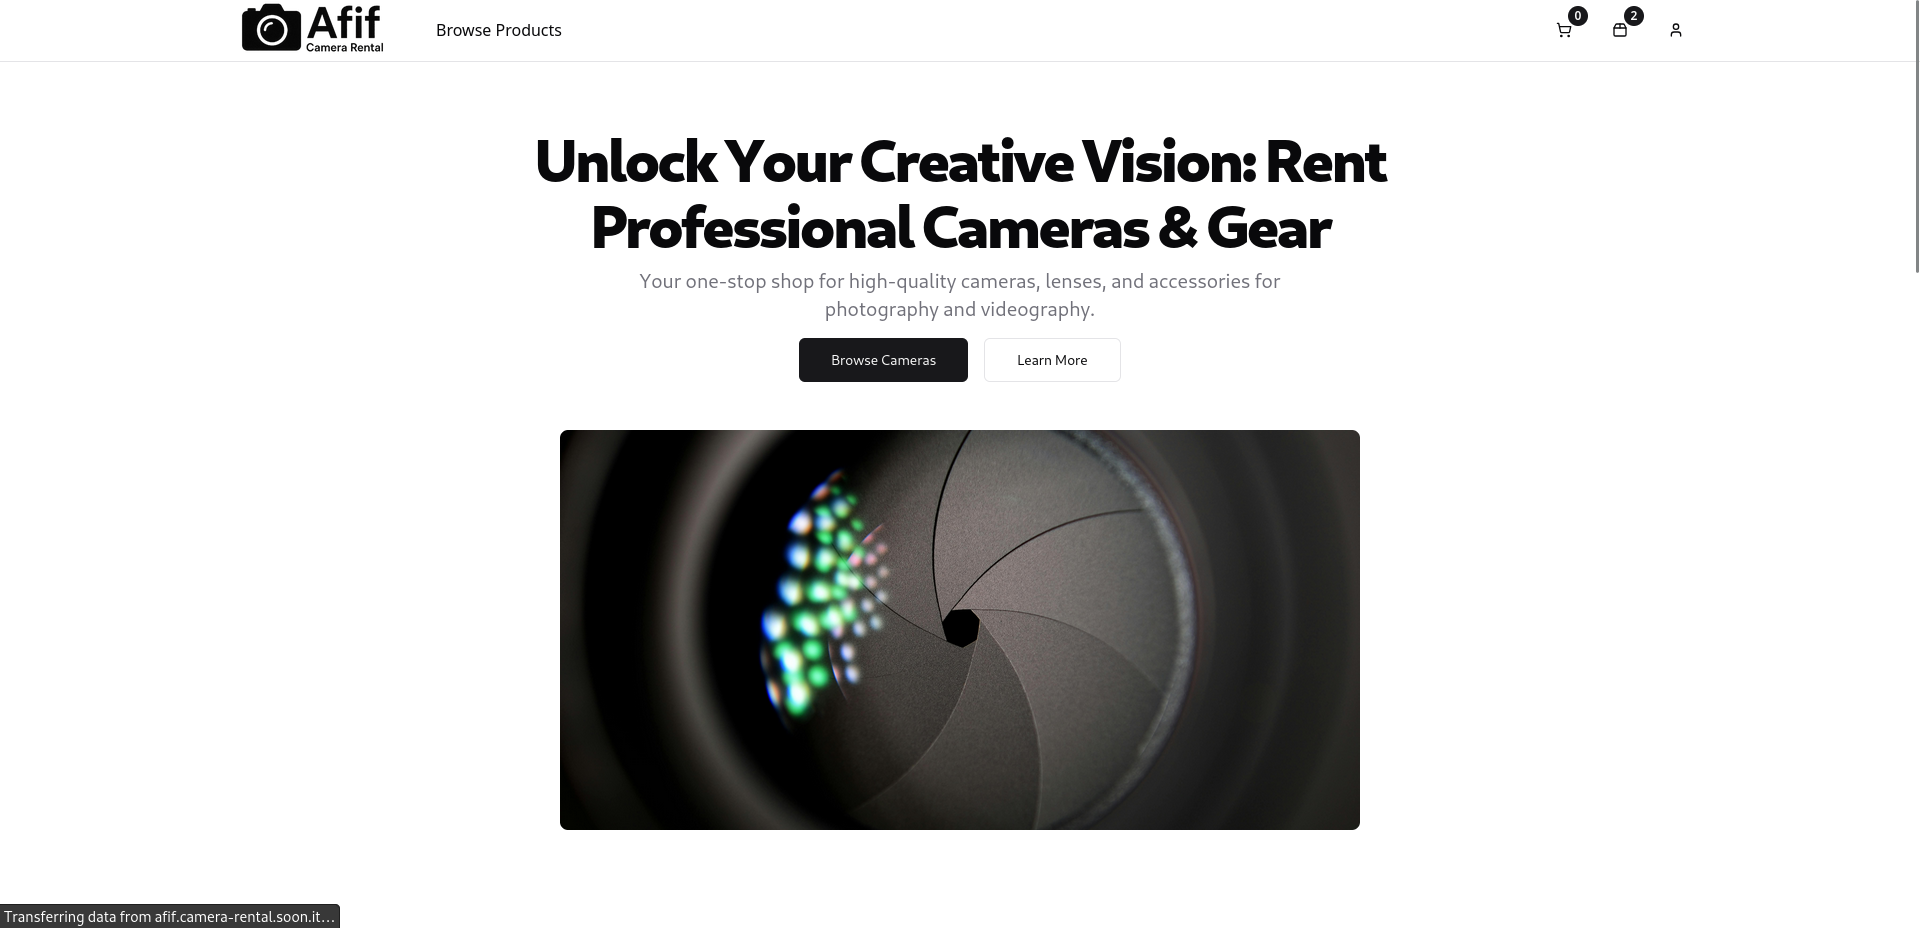 Afif
Camera Rental
Browse Products
0
2
Unlock Your Creative Vision: Rent
Professional Cameras & Gear
Your one-stop shop for high-quality cameras, lenses, and accessories for
photography and videography.
Browse Cameras
Learn More
Transferring data from afif.camera-rental.soon.it…